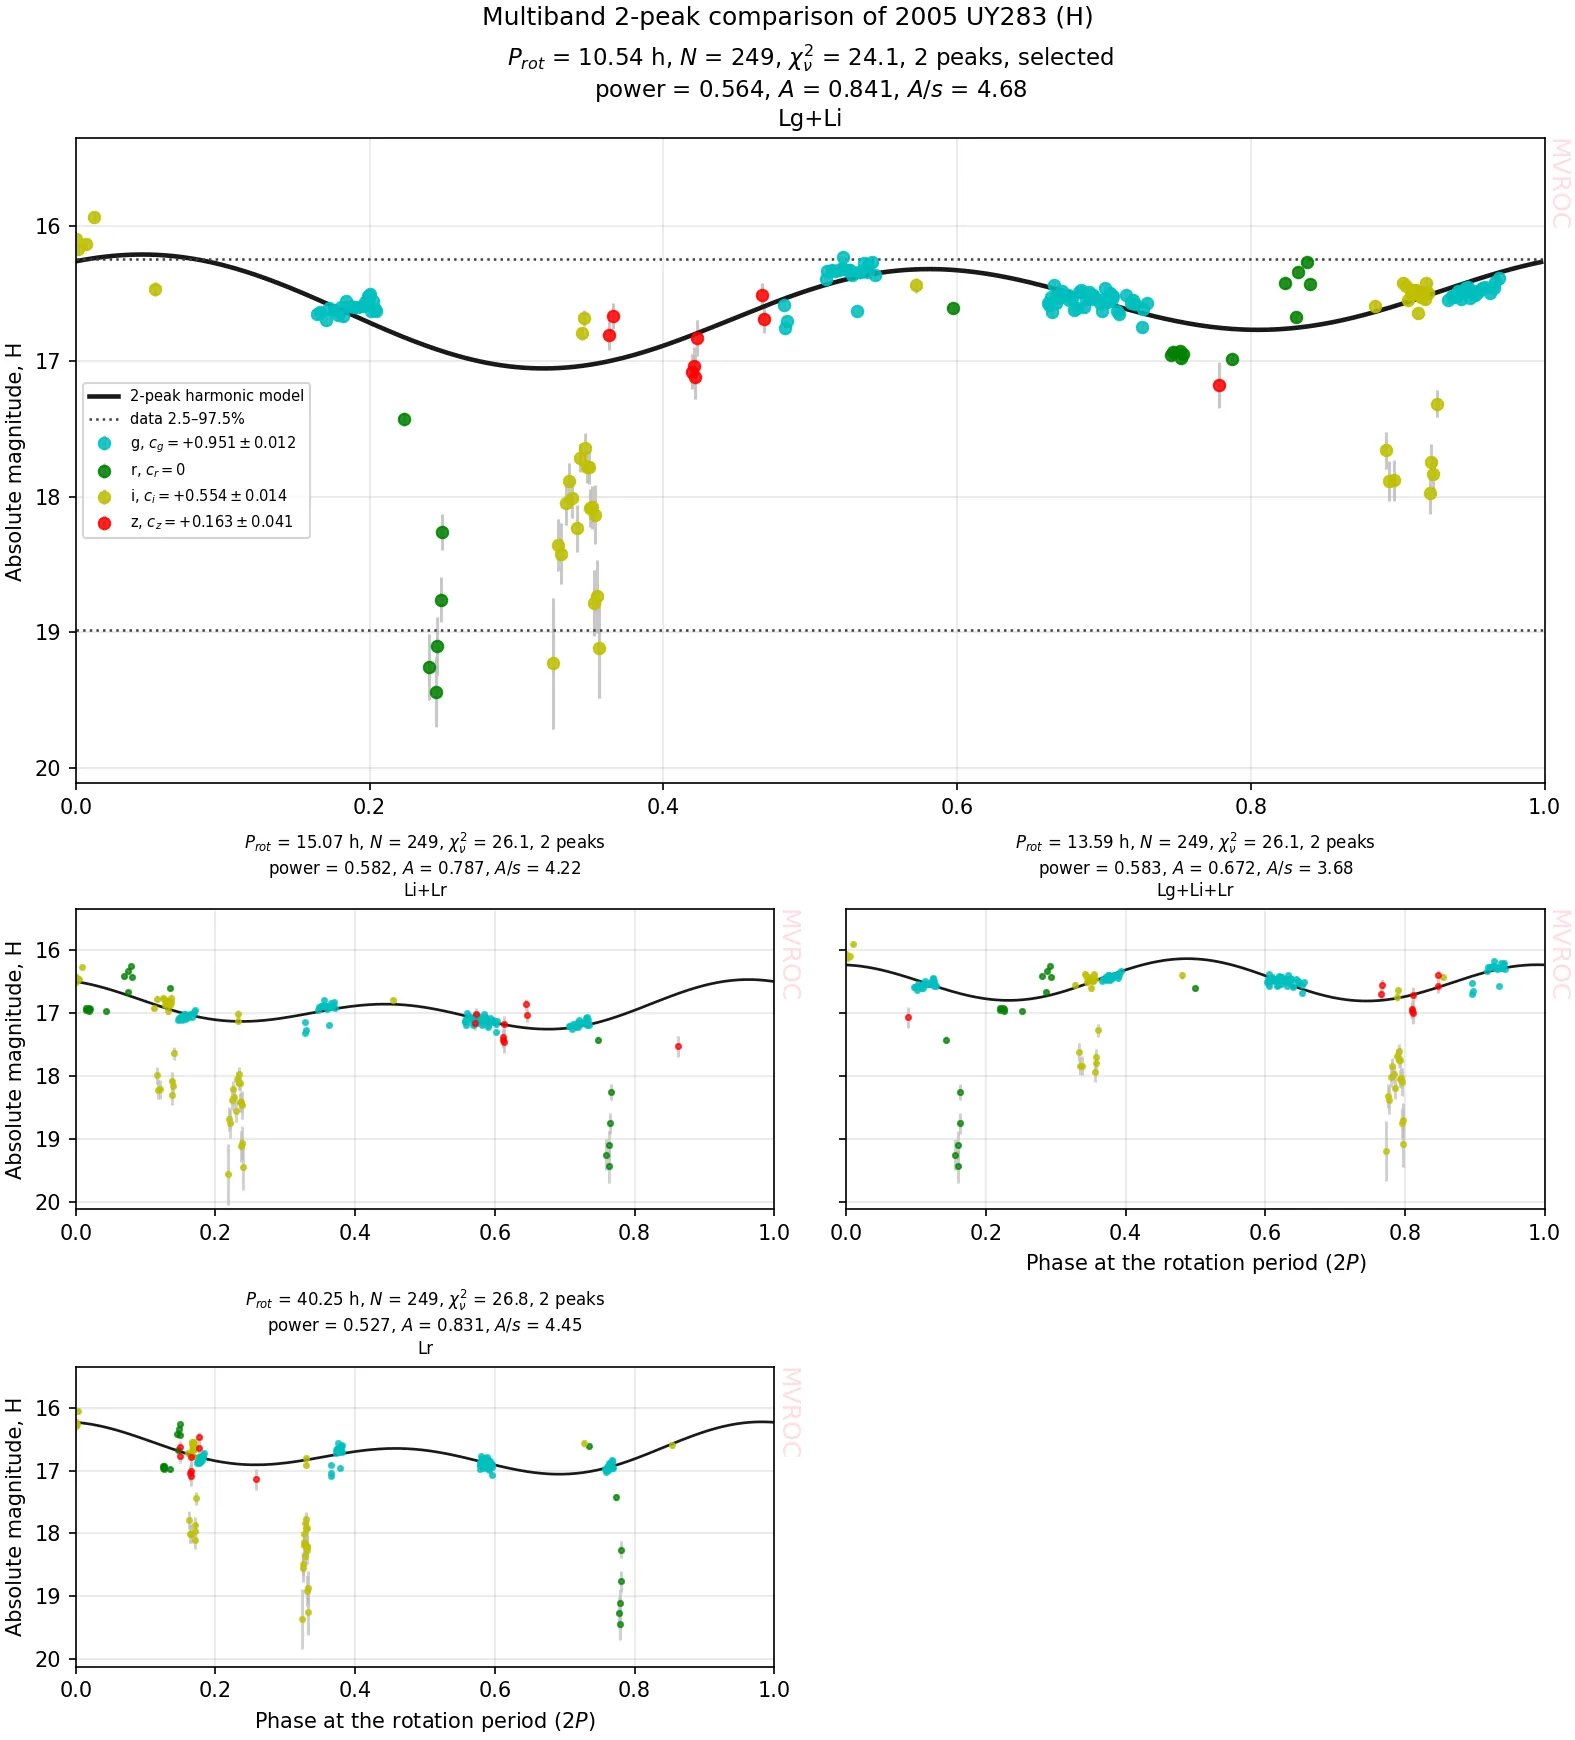 Multiband 2-peak comparison of 2005 UY283 (H)
P_rot = 10.54 h, N = 249, χ²_ν = 24.1, 2 peaks, selected
power = 0.564, A = 0.841, A/s = 4.68
Lg+Li
MVROC
Absolute magnitude, H
16
17
18
19
20
2-peak harmonic model
data 2.5–97.5%
g, c_g = +0.951 ± 0.012
r, c_r = 0
i, c_i = +0.554 ± 0.014
z, c_z = +0.163 ± 0.041
0.0 0.2 0.4 0.6 0.8 1.0
P_rot = 15.07 h, N = 249, χ²_ν = 26.1, 2 peaks
power = 0.582, A = 0.787, A/s = 4.22
Li+Lr
MVROC
Absolute magnitude, H
16
17
18
19
20
0.0 0.2 0.4 0.6 0.8 1.0
P_rot = 13.59 h, N = 249, χ²_ν = 26.1, 2 peaks
power = 0.583, A = 0.672, A/s = 3.68
Lg+Li+Lr
MVROC
0.0 0.2 0.4 0.6 0.8 1.0
Phase at the rotation period (2P)
P_rot = 40.25 h, N = 249, χ²_ν = 26.8, 2 peaks
power = 0.527, A = 0.831, A/s = 4.45
Lr
MVROC
Absolute magnitude, H
16
17
18
19
20
0.0 0.2 0.4 0.6 0.8 1.0
Phase at the rotation period (2P)